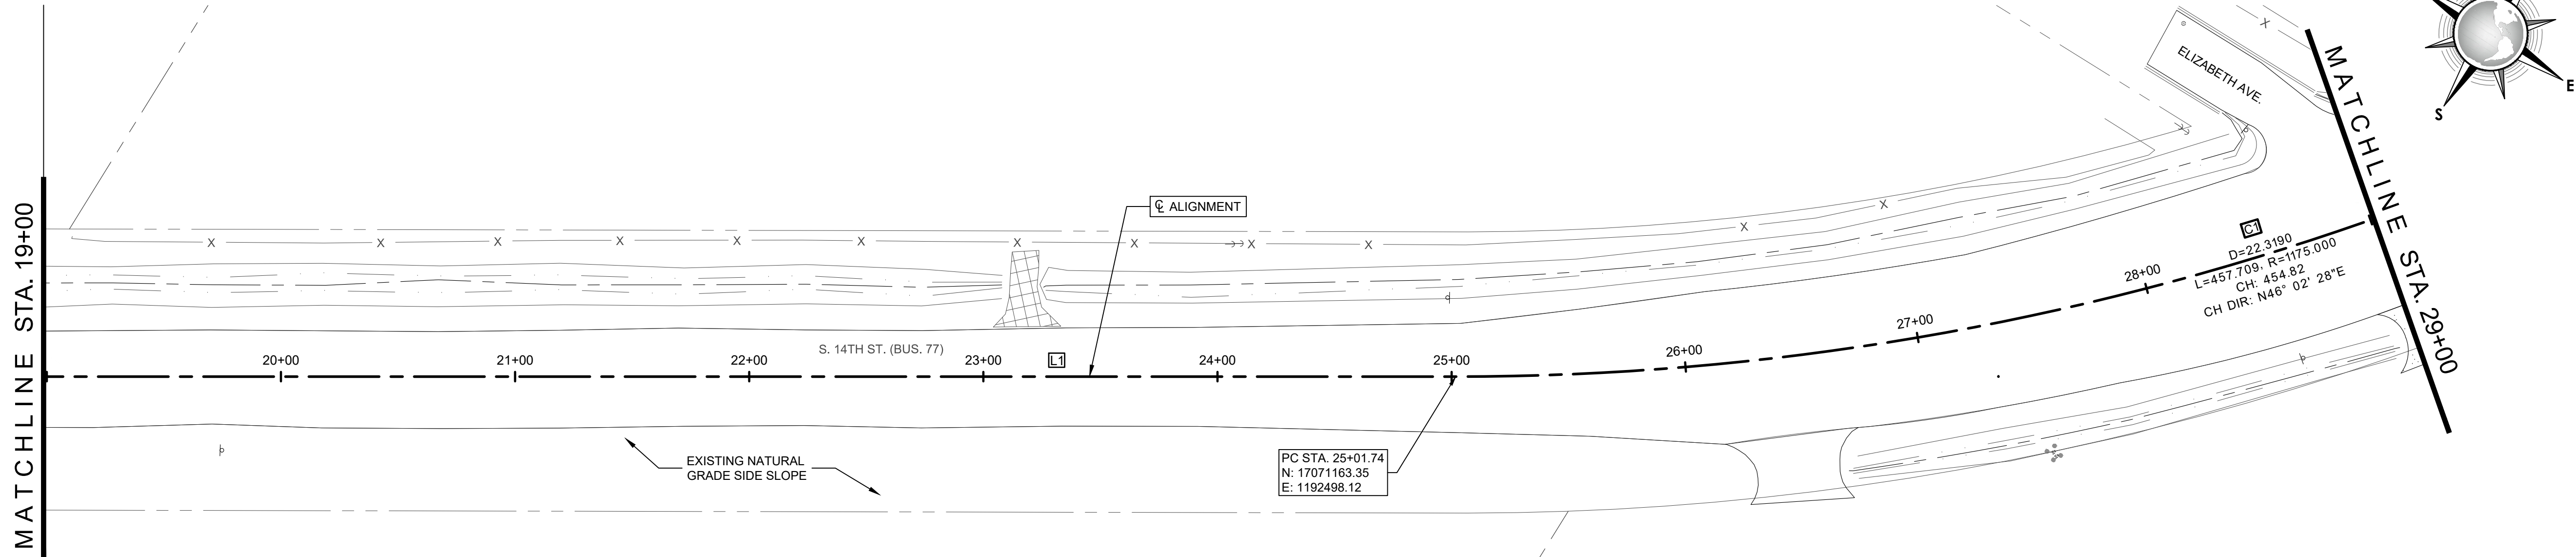 MATCHLINE STA. 19+00
20+00
21+00
22+00
S. 14TH ST. (BUS. 77)
23+00
L1
24+00
25+00
26+00
27+00
28+00
℄ ALIGNMENT
EXISTING NATURAL
GRADE SIDE SLOPE
PC STA. 25+01.74
N: 17071163.35
E: 1192498.12
C1
D=22.3190
L=457.709, R=1175.000
CH: 454.82
CH DIR: N46° 02' 28"E
ELIZABETH AVE.
MATCHLINE STA. 29+00
S
E
X
X
X
X
X
X
X
X
X
X
X
X
X